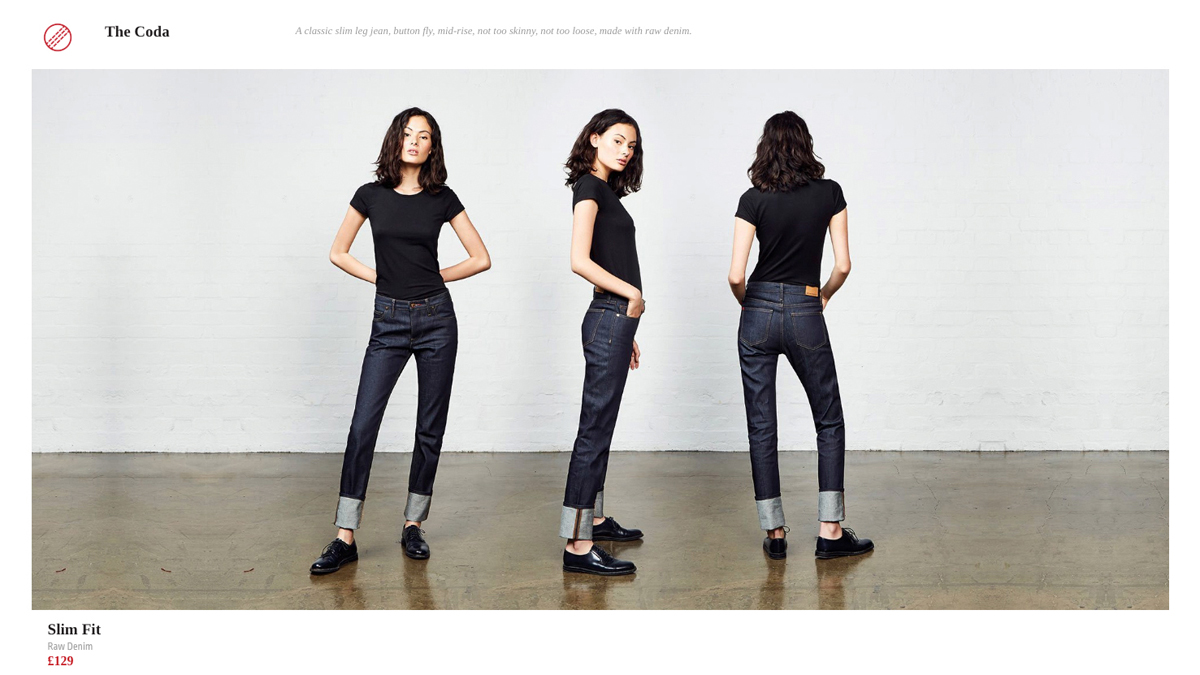 The Coda
A classic slim leg jean, button fly, mid-rise, not too skinny, not too loose, made with raw denim.
Slim Fit
Raw Denim
£129